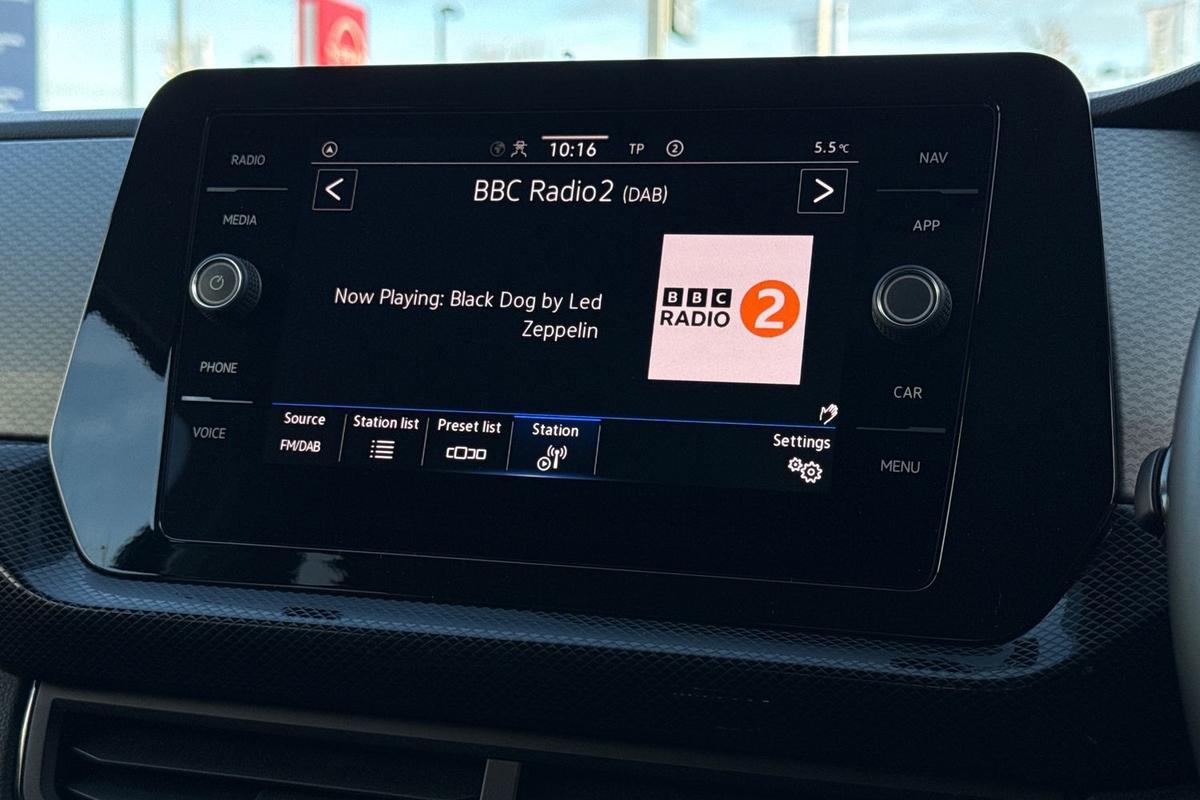 RADIO
MEDIA
PHONE
VOICE
10:16 TP 2 5.5°C
< BBC Radio2 (DAB) >
Now Playing: Black Dog by Led
Zeppelin
BBC
RADIO
2
Source
FM/DAB
Station list
Preset list
Station
Settings
NAV
APP
CAR
MENU